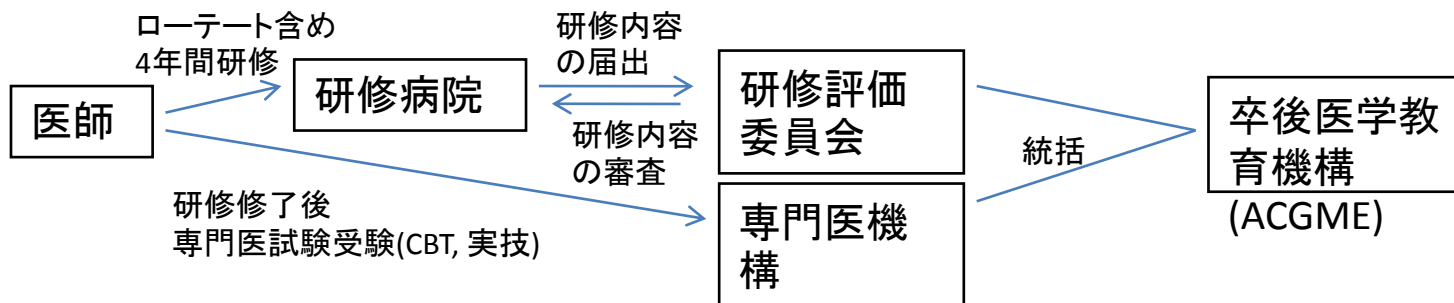 ローテート含め
4年間研修
医師
研修病院
研修内容
の届出
研修内容
の審査
研修評価
委員会
統括
卒後医学教
育機構
(ACGME)
研修修了後
専門医試験受験(CBT, 実技)
専門医機
構